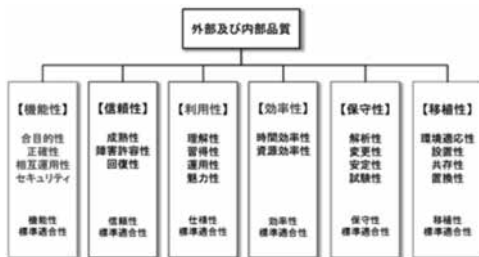 外部及び内部品質
【機能性】
合目的性
正確性
相互運用性
セキュリティ
機能性
標準適合性
【信頼性】
成熟性
障害許容性
回復性
信頼性
標準適合性
【利用性】
理解性
習得性
運用性
魅力性
仕様性
標準適合性
【効率性】
時間効率性
資源効率性
効率性
標準適合性
【保守性】
解析性
変更性
安定性
試験性
保守性
標準適合性
【移植性】
環境適応性
設置性
共存性
置換性
移植性
標準適合性